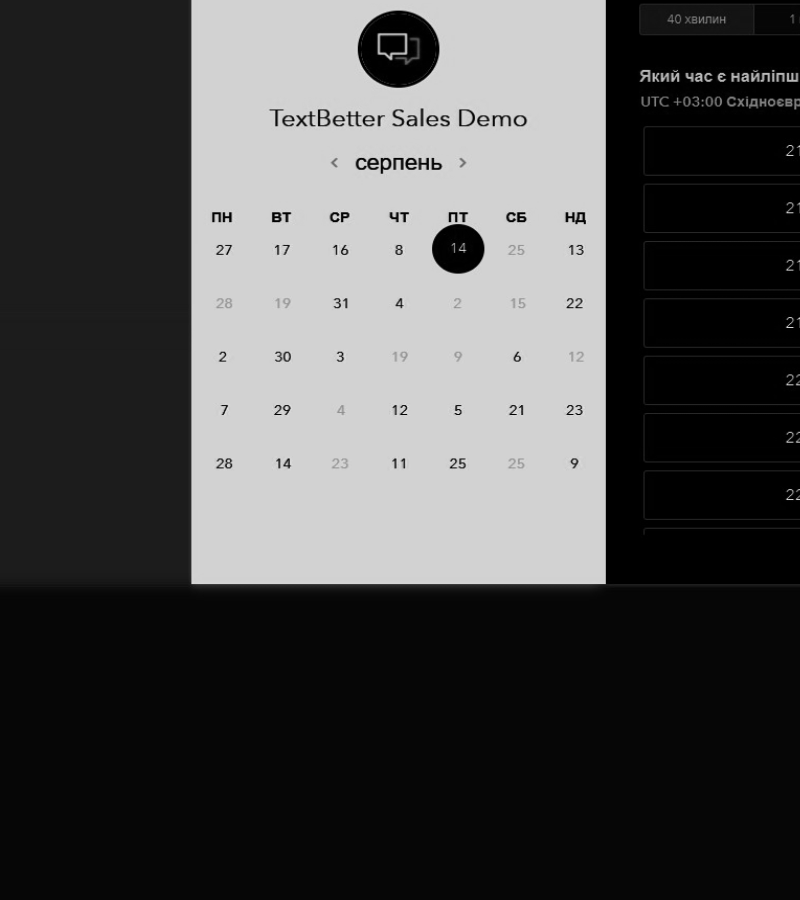 TextBetter Sales Demo
серпень
ПН ВТ СР ЧТ ПТ СБ НД
27 17 16 8 14 25 13
28 19 31 4 2 15 22
2 30 3 19 9 6 12
7 29 4 12 5 21 23
28 14 23 11 25 25 9
40 хвилин 1
Який час є найліпш
UTC +03:00 Східноєвр
21
21
21
21
22
22
22